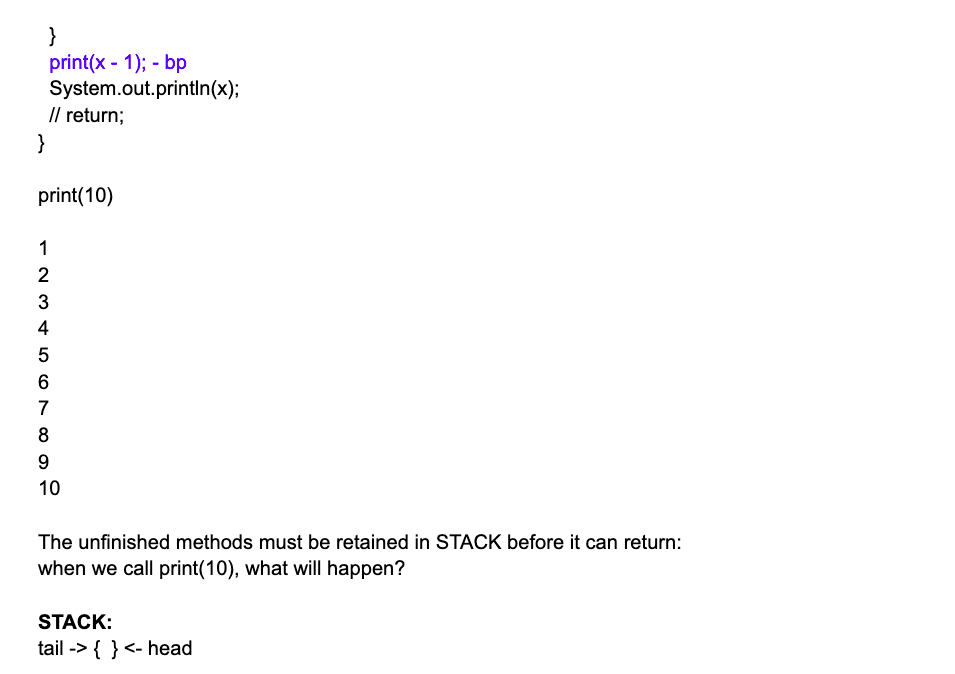 }
print(x - 1); - bp
System.out.println(x);
// return;
}
print(10)
1
2
3
4
5
6
7
8
9
10
The unfinished methods must be retained in STACK before it can return:
when we call print(10), what will happen?
STACK:
tail -> { } <- head